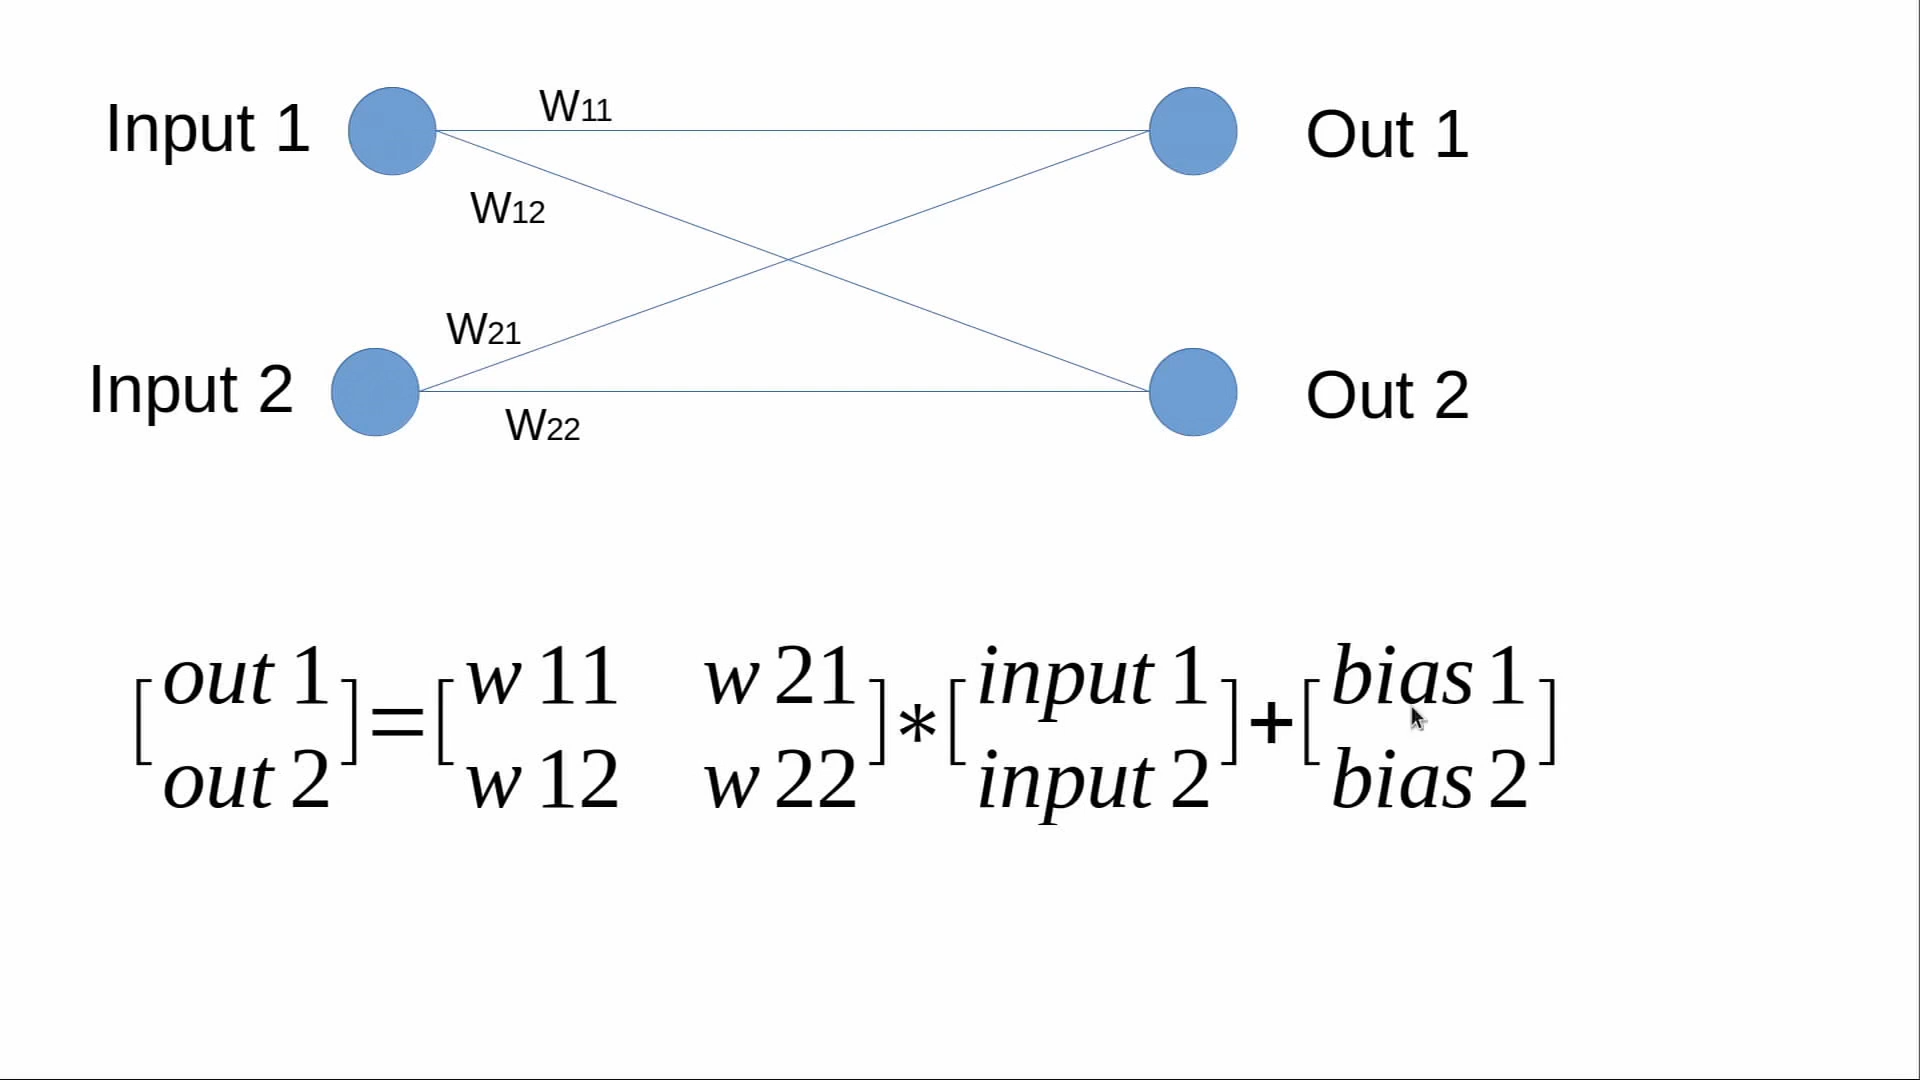 Input 1 W11 Out 1
W12
W21
Input 2 W22 Out 2
[out 1] = [w 11 w 21] * [input 1] + [bias 1]
[out 2] [w 12 w 22] [input 2] [bias 2]